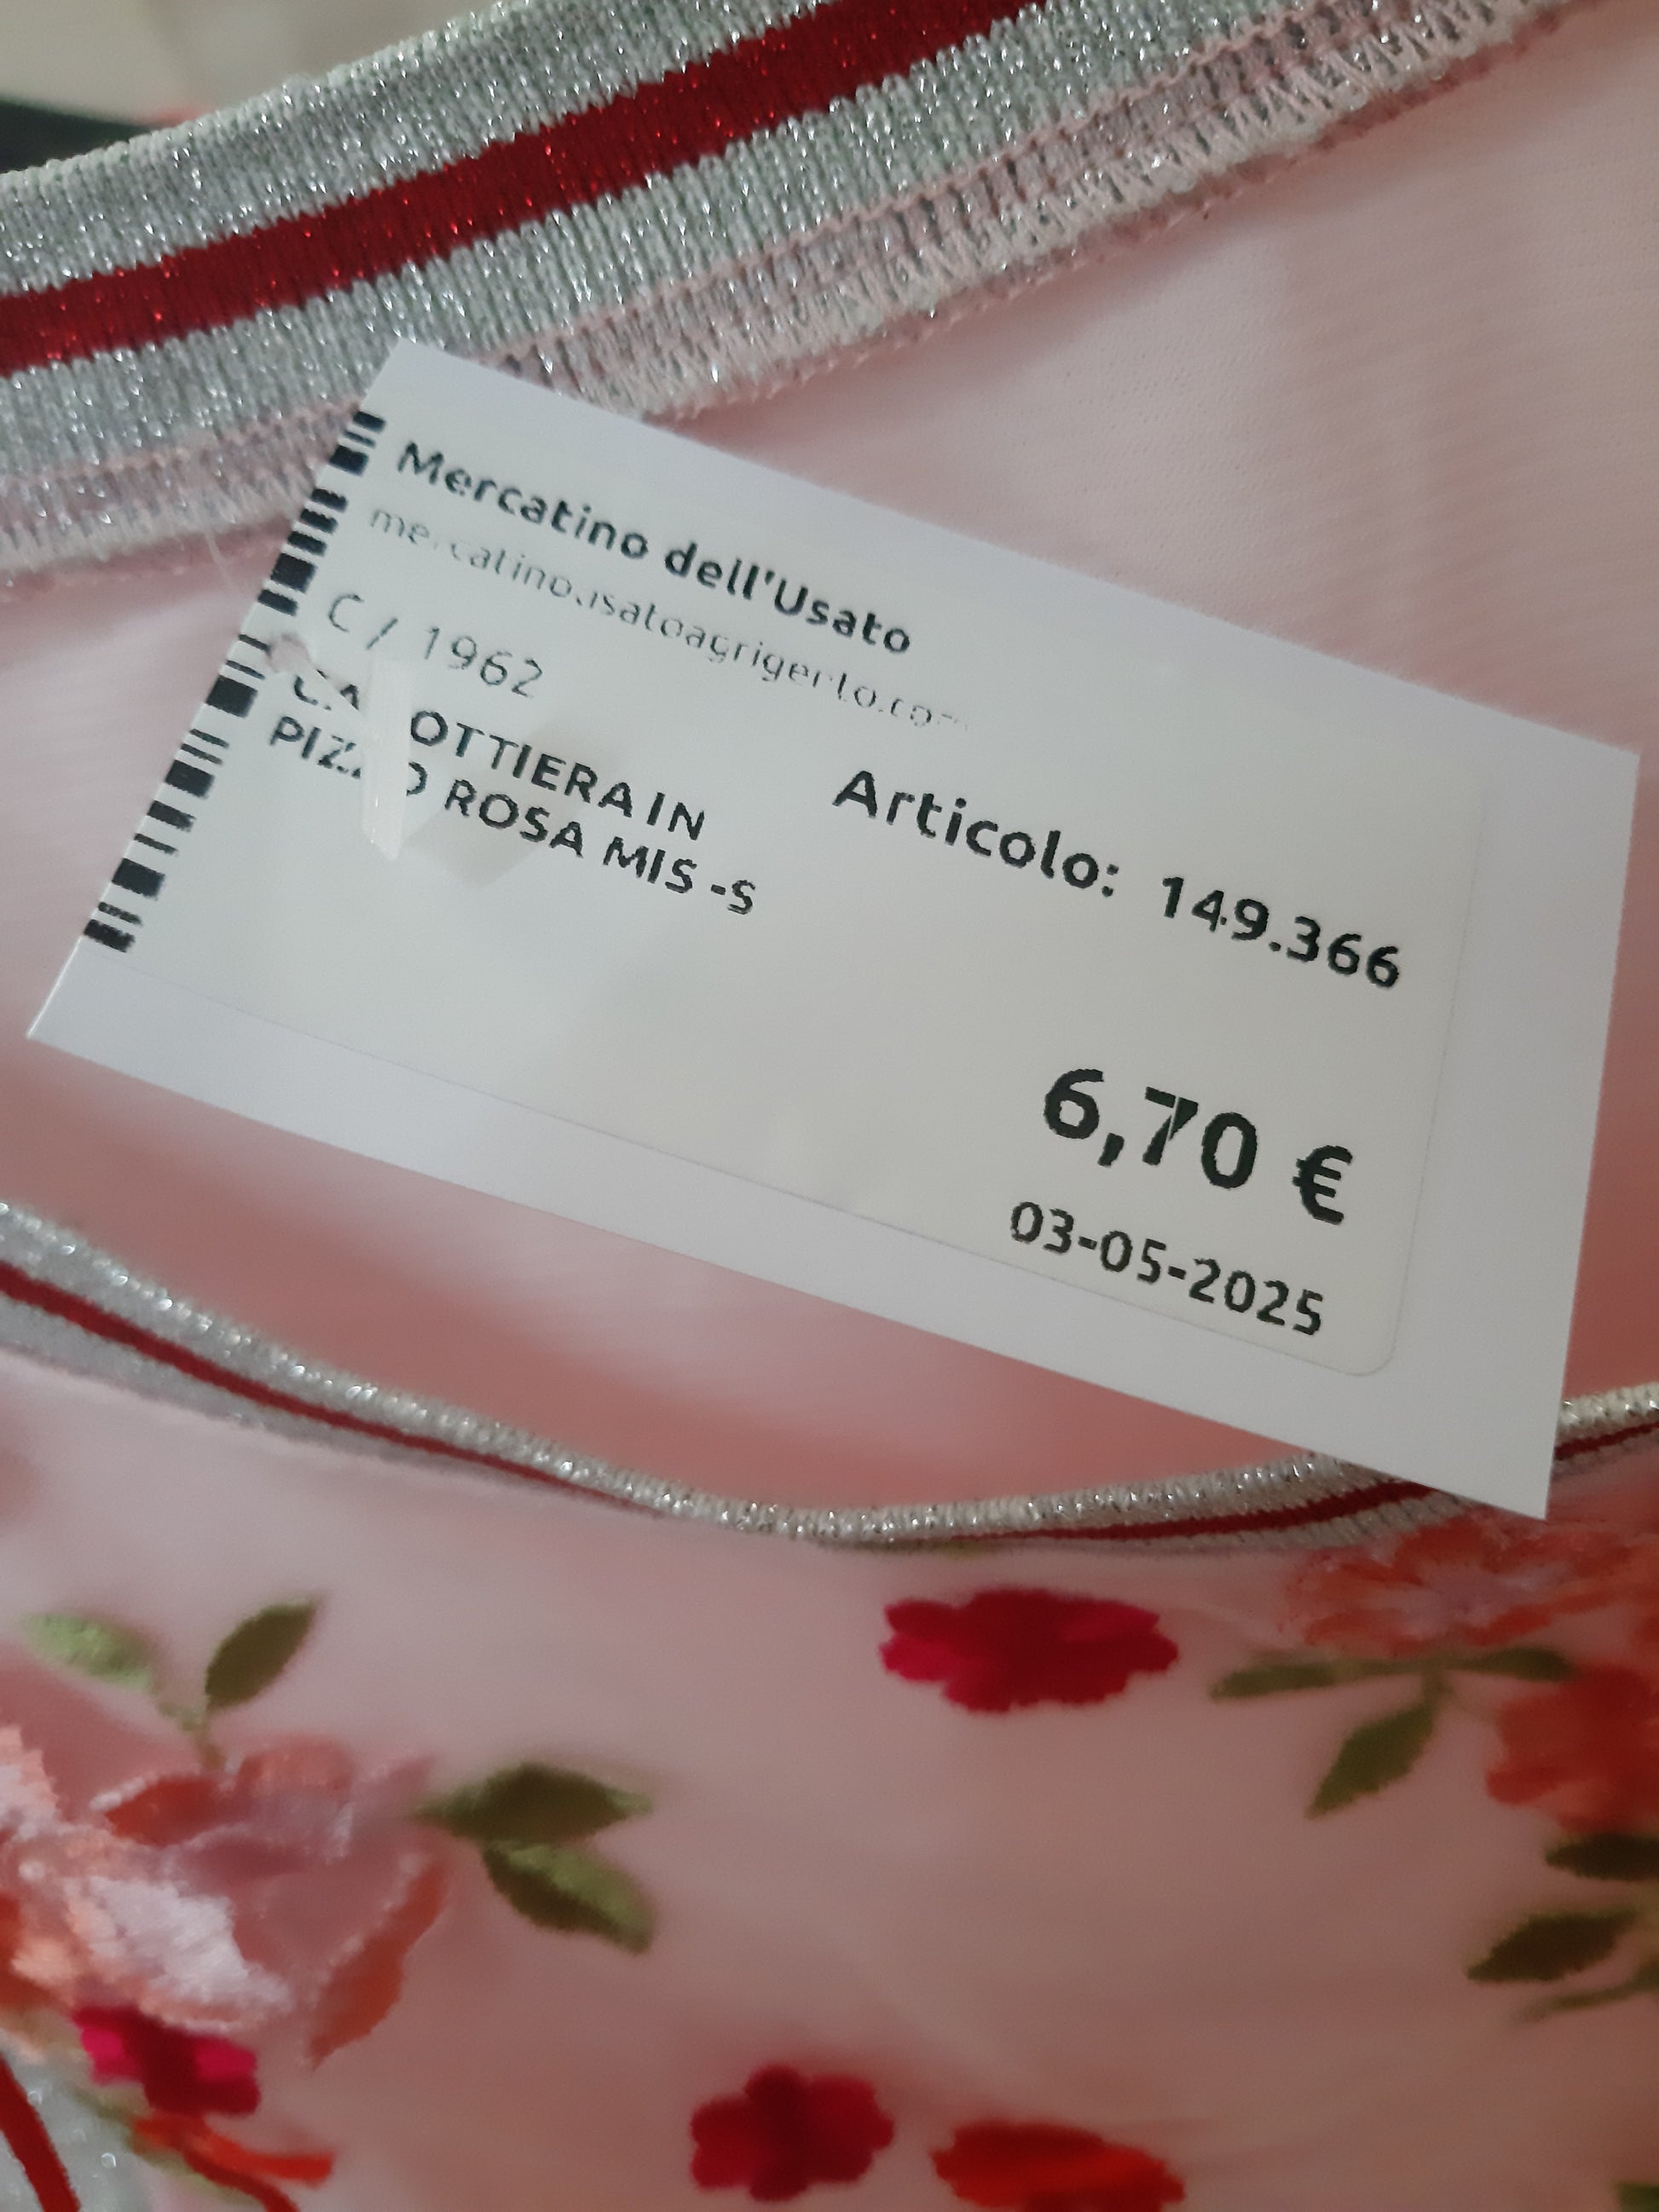 Mercatino dell'Usato
C / 1962
OTTIERA IN
ROSA MIS -S
Articolo: 149.366
6,70 €
03-05-2025